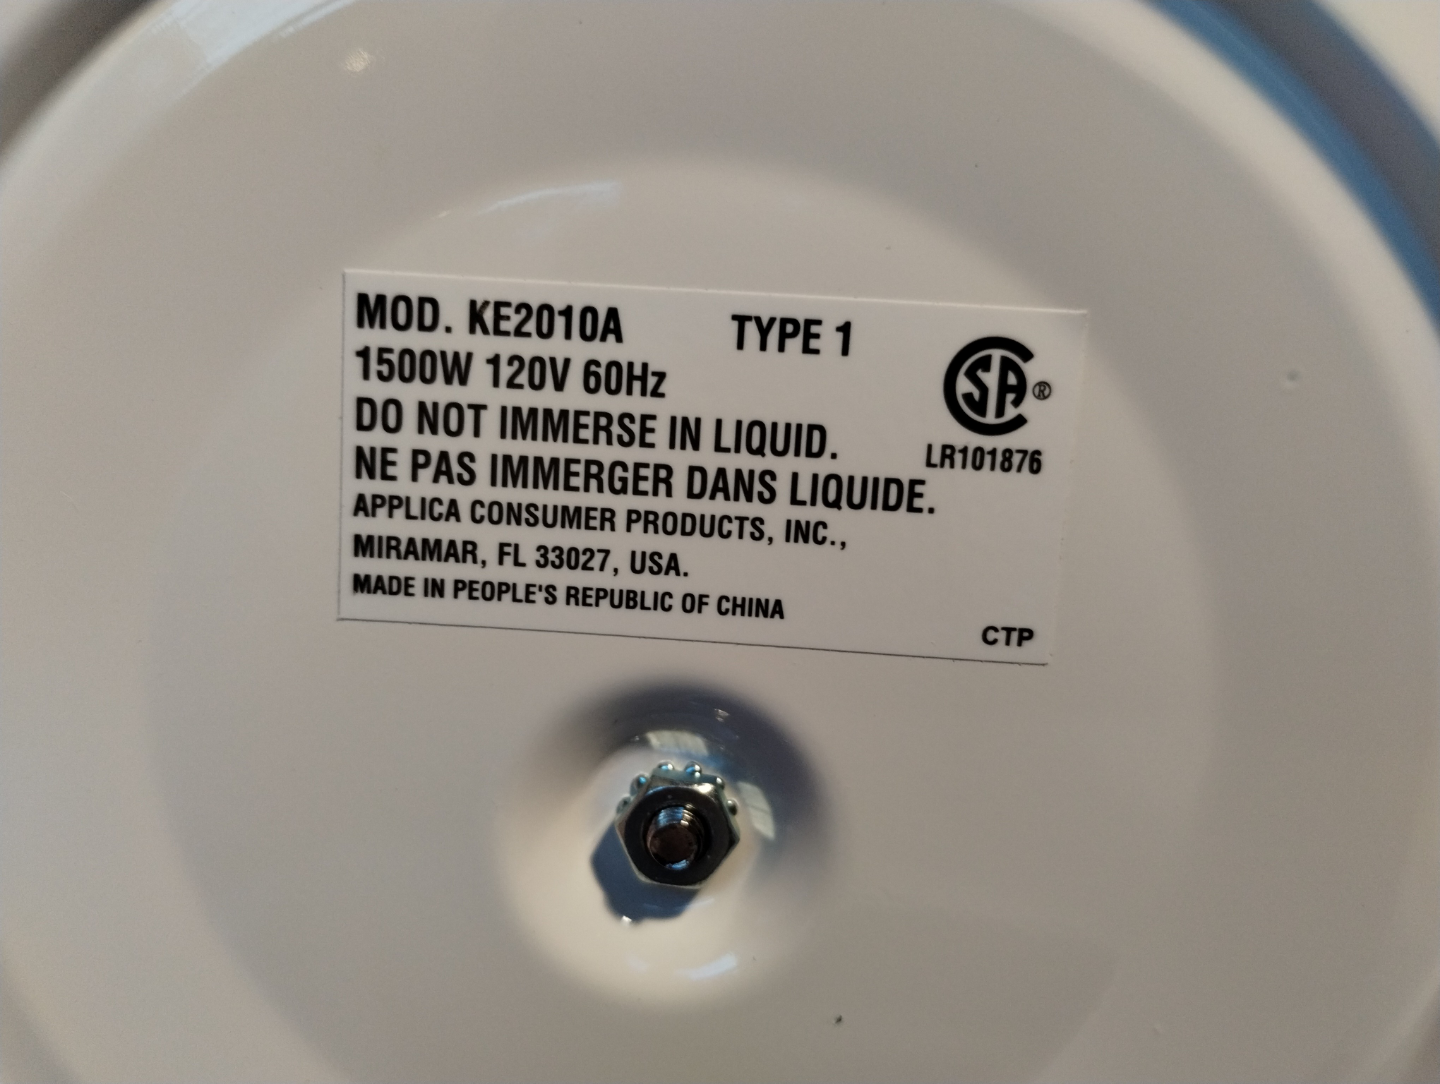 MOD. KE2010A TYPE 1
1500W 120V 60Hz
DO NOT IMMERSE IN LIQUID.
NE PAS IMMERGER DANS LIQUIDE.
APPLICA CONSUMER PRODUCTS, INC.,
MIRAMAR, FL 33027, USA.
MADE IN PEOPLE'S REPUBLIC OF CHINA
CSA®
LR101876
CTP